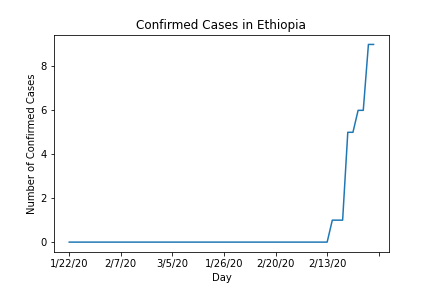 Confirmed Cases in Ethiopia
Number of Confirmed Cases
8
6
4
2
0
1/22/20 2/7/20 3/5/20 1/26/20 2/20/20 2/13/20
Day